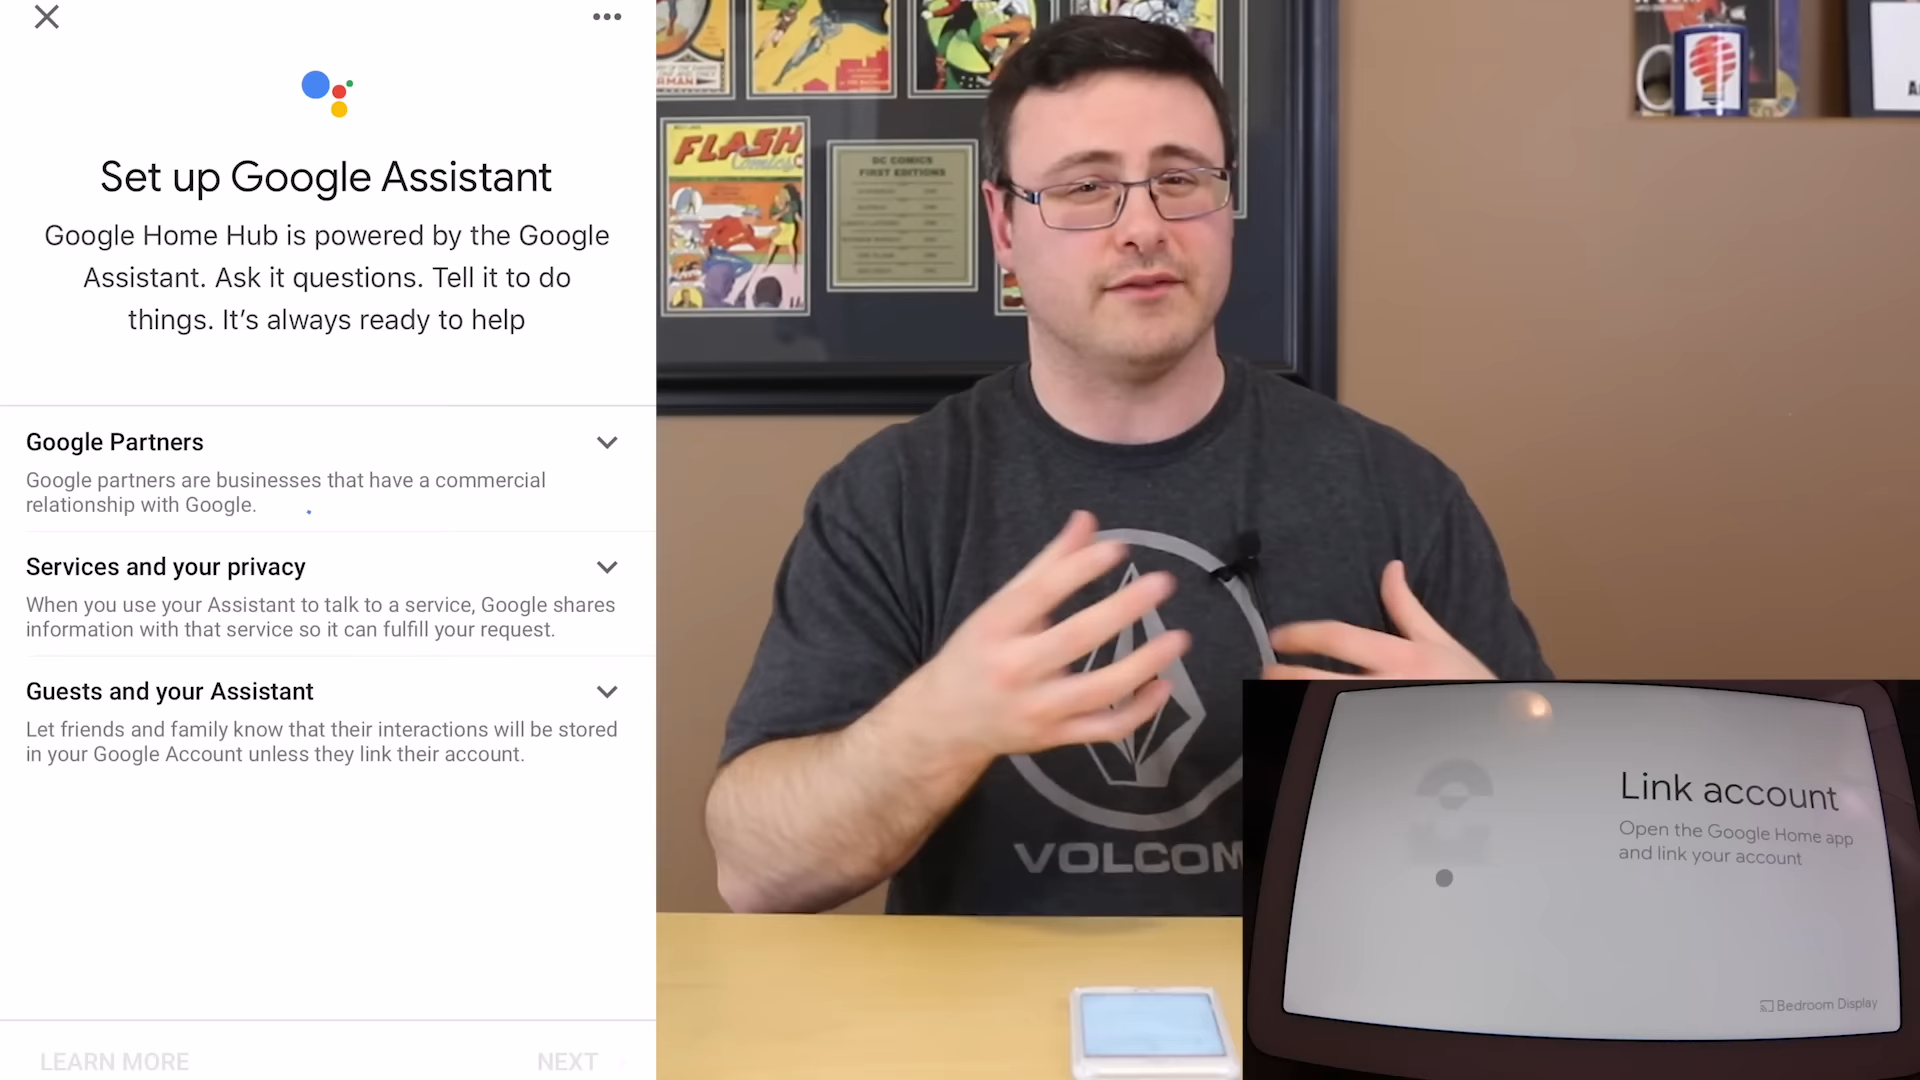 Set up Google Assistant
Google Home Hub is powered by the Google
Assistant. Ask it questions. Tell it to do
things. It's always ready to help
Google Partners
Google partners are businesses that have a commercial
relationship with Google.
Services and your privacy
When you use your Assistant to talk to a service, Google shares
information with that service so it can fulfill your request.
Guests and your Assistant
Let friends and family know that their interactions will be stored
in your Google Account unless they link their account.
LEARN MORE
NEXT
FLASH
Comics
DC COMICS
FIRST EDITIONS
VOLCOM
Link account
Open the Google Home app
and link your account
Bedroom Display